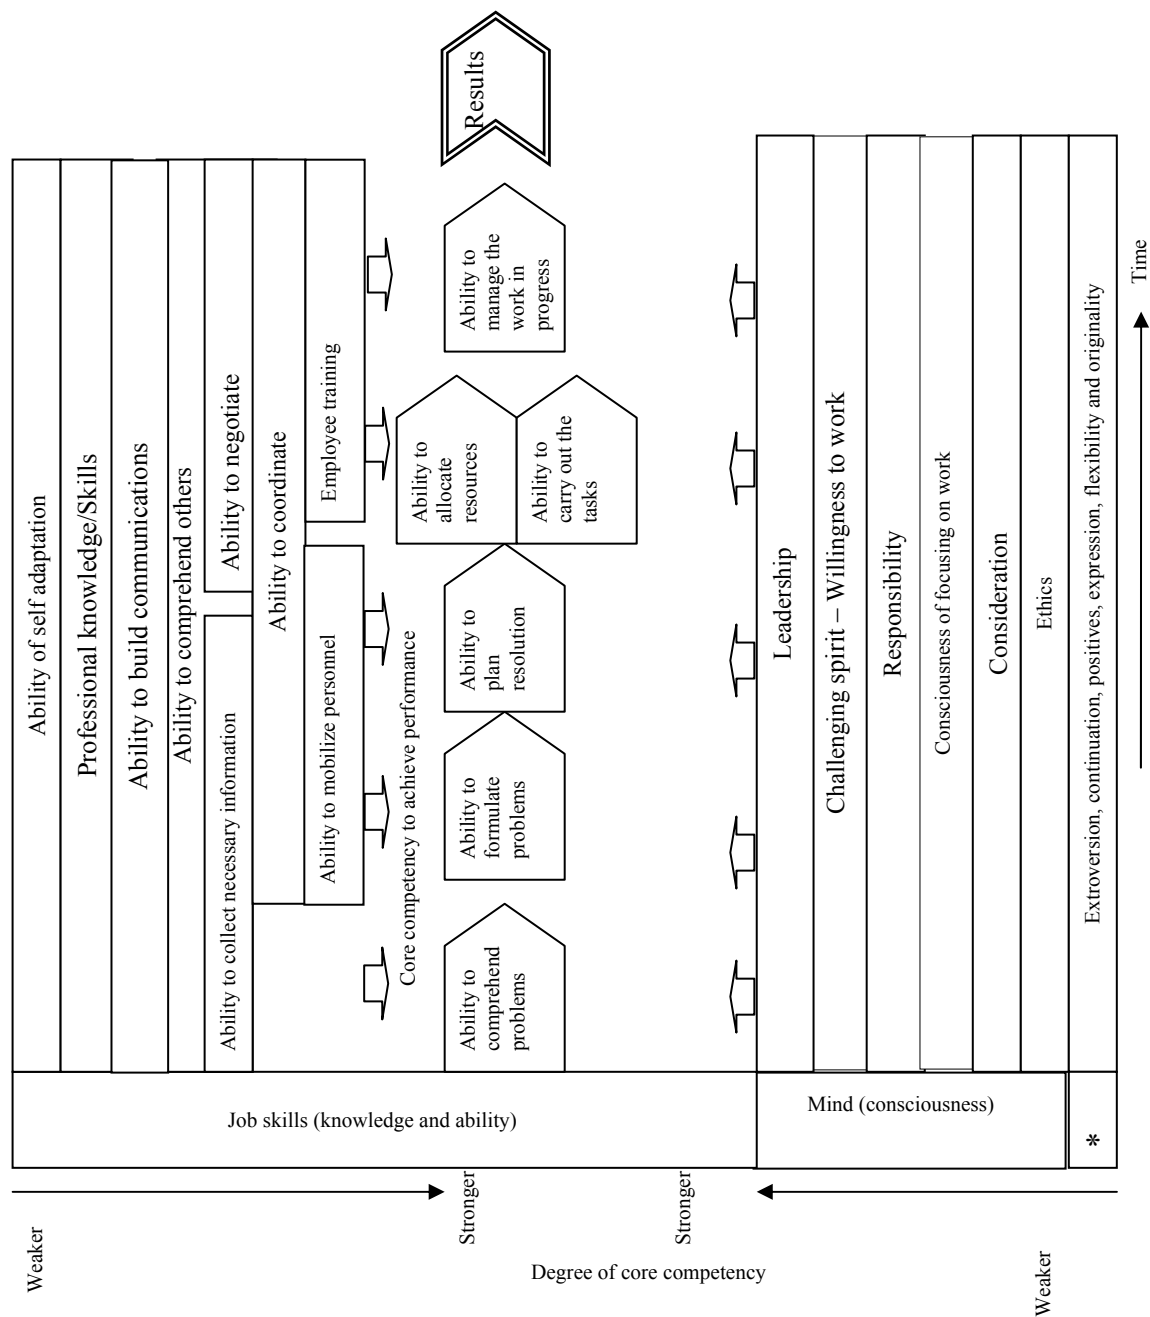 Ability of self adaptation
Professional knowledge/Skills
Ability to build communications
Ability to comprehend others
Ability to collect necessary information
Ability to negotiate
Ability to coordinate
Ability to mobilize personnel
Employee training
Core competency to achieve performance
Ability to
comprehend
problems
Ability to
formulate
problems
Ability to
plan
resolution
Ability to
allocate
resources
Ability to
carry out the
tasks
Ability to
manage the
work in
progress
Results
Leadership
Challenging spirit – Willingness to work
Responsibility
Consciousness of focusing on work
Consideration
Ethics
Extroversion, continuation, positives, expression, flexibility and originality
Job skills (knowledge and ability)
Mind (consciousness)
*
Weaker
Stronger
Stronger
Weaker
Degree of core competency
Time